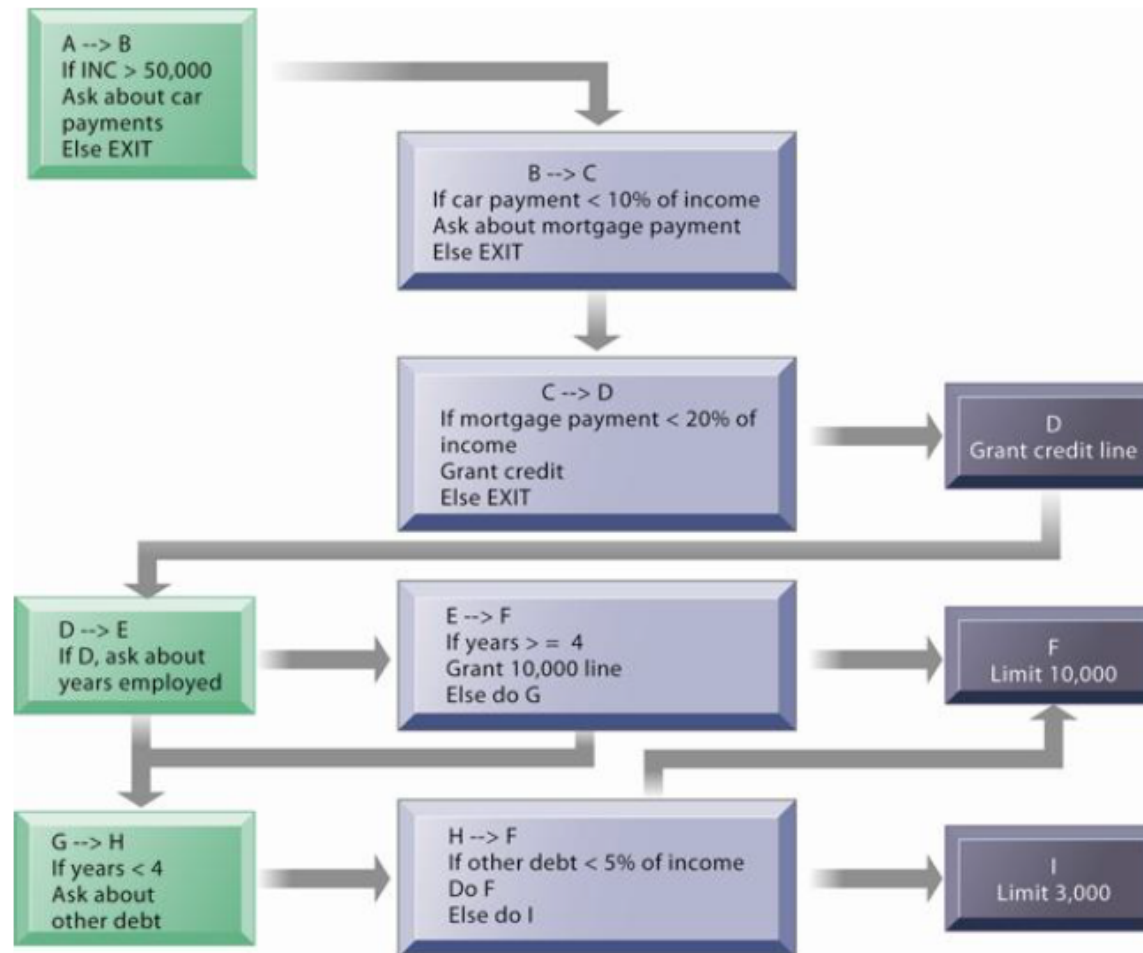 A --> B
If INC > 50,000
Ask about car
payments
Else EXIT
B --> C
If car payment < 10% of income
Ask about mortgage payment
Else EXIT
C --> D
If mortgage payment < 20% of
income
Grant credit
Else EXIT
D
Grant credit line
D --> E
If D, ask about
years employed
E --> F
If years > = 4
Grant 10,000 line
Else do G
F
Limit 10,000
G --> H
If years < 4
Ask about
other debt
H --> F
If other debt < 5% of income
Do F
Else do I
I
Limit 3,000